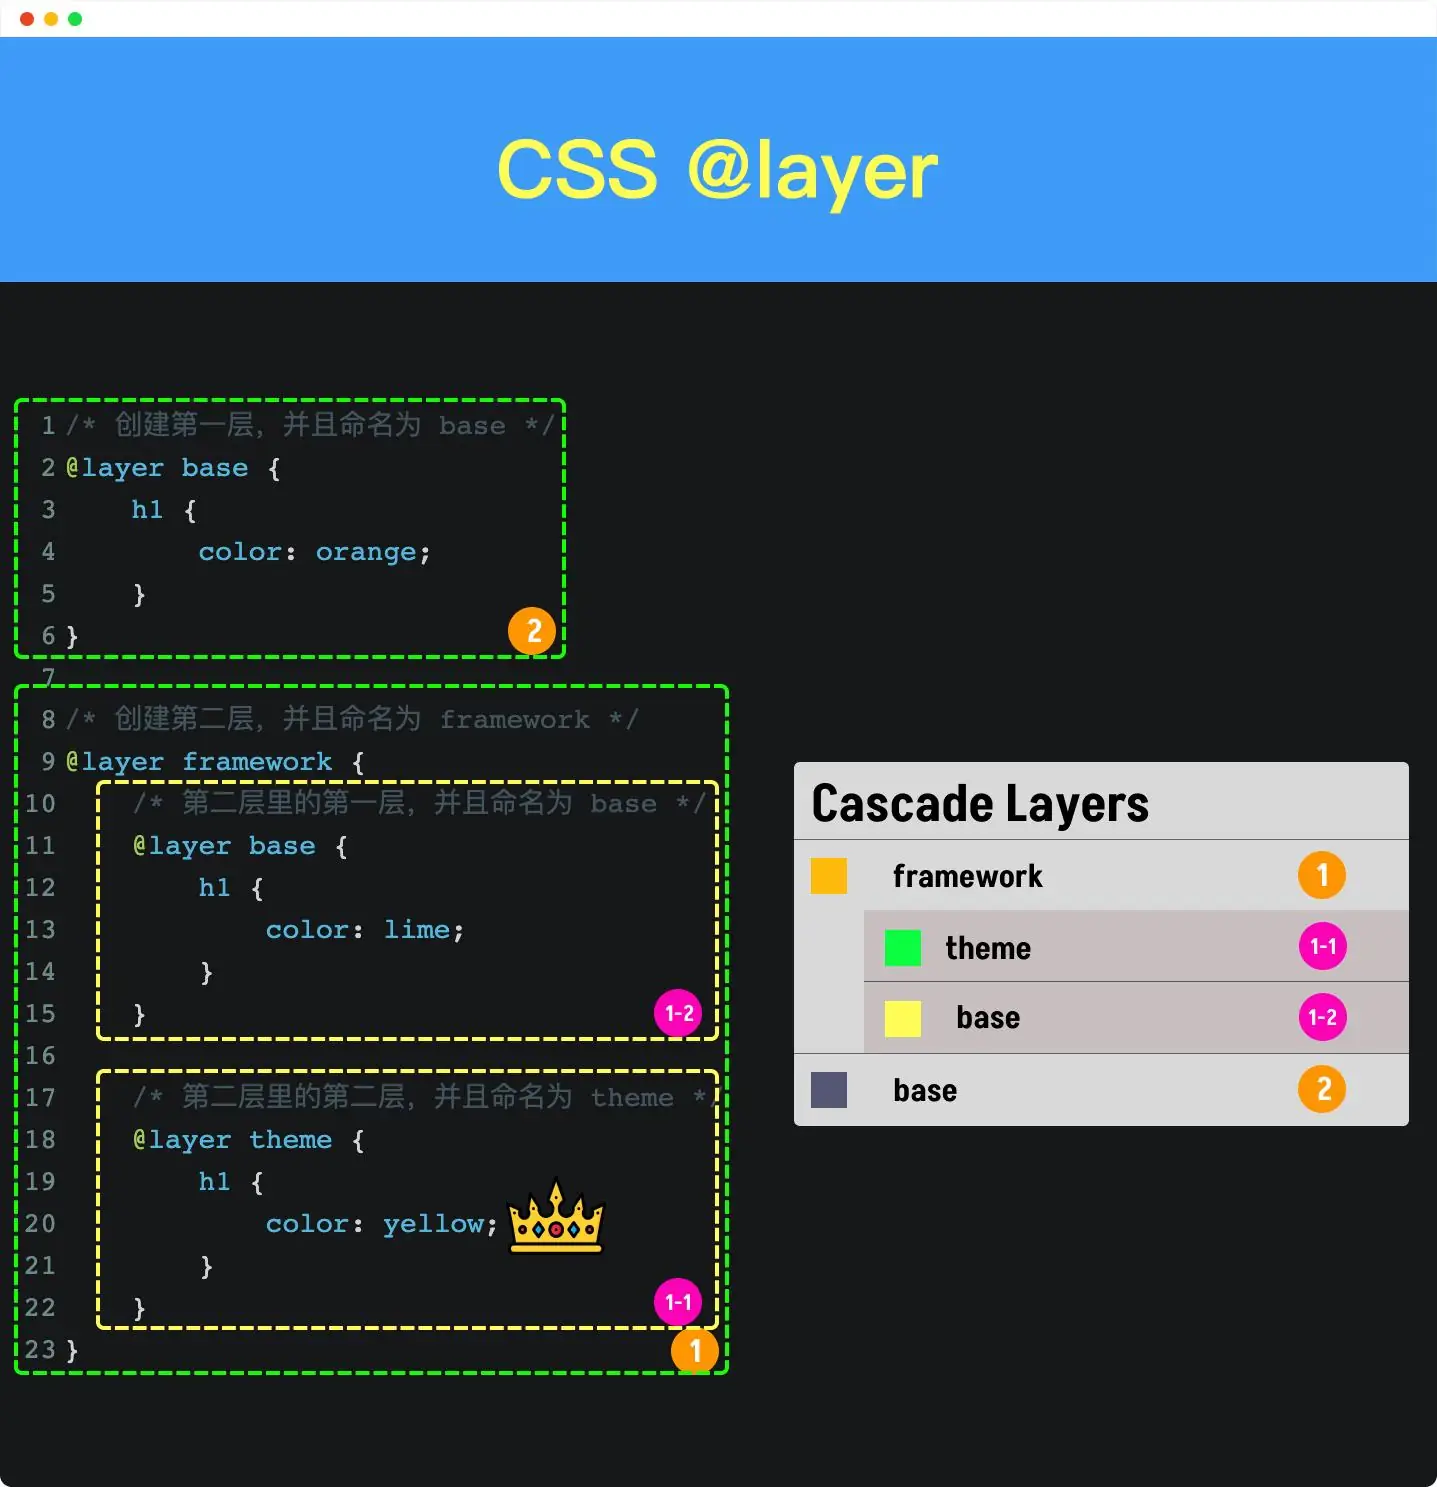 CSS @layer
1 /* 创建第一层，并且命名为 base */
2 @layer base {
3 h1 {
4 color: orange;
5 }
6 }
2
7
8 /* 创建第二层，并且命名为 framework */
9 @layer framework {
10 /* 第二层里的第一层，并且命名为 base */
11 @layer base {
12 h1 {
13 color: lime;
14 }
15 }
1-2
16
17 /* 第二层里的第二层，并且命名为 theme */
18 @layer theme {
19 h1 {
20 color: yellow;
21 }
22 }
1-1
23 }
1
Cascade Layers
framework 1
theme 1-1
base 1-2
base 2